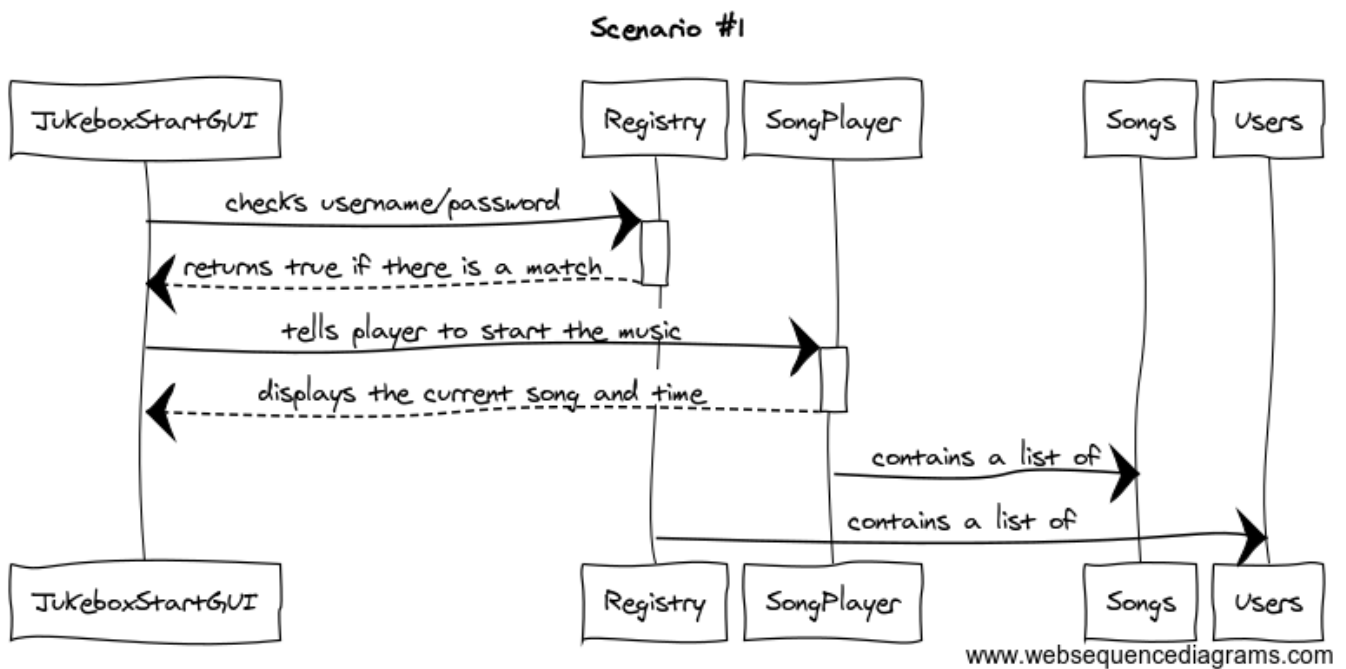 Scenario #1
JukeboxStartGUI
Registry
SongPlayer
Songs
Users
checks username/password
returns true if there is a match
tells player to start the music
displays the current song and time
contains a list of
contains a list of
JukeboxStartGUI
Registry
SongPlayer
Songs
Users
www.websequencediagrams.com